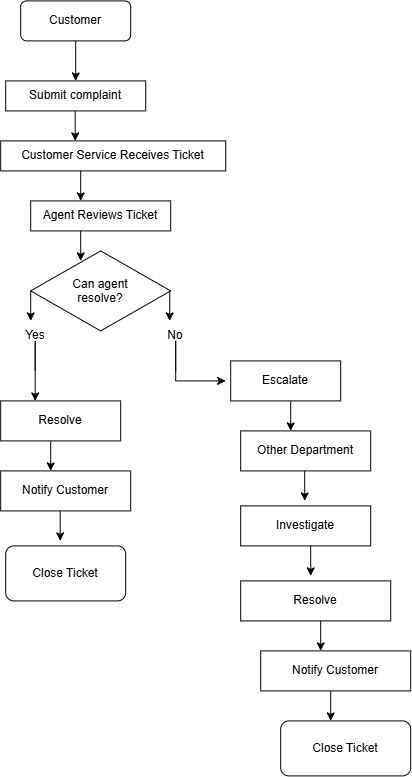 Customer
Submit complaint
Customer Service Receives Ticket
Agent Reviews Ticket
Can agent
resolve?
Yes
No
Escalate
Resolve
Other Department
Notify Customer
Investigate
Close Ticket
Resolve
Notify Customer
Close Ticket